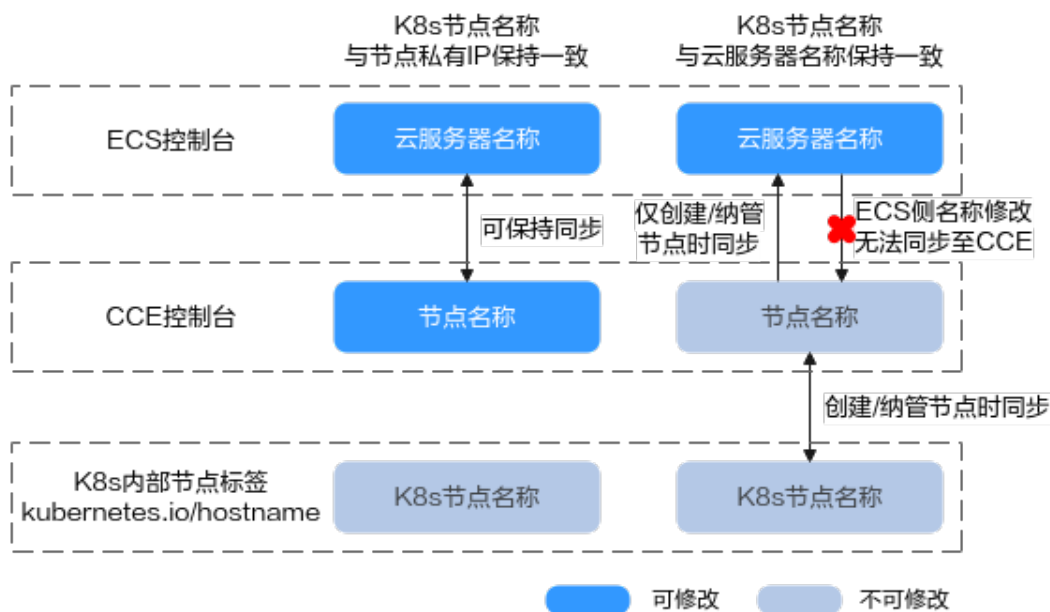 K8s节点名称
与节点私有IP保持一致
K8s节点名称
与云服务器名称保持一致
ECS控制台
云服务器名称
云服务器名称
可保持同步
仅创建/纳管
节点时同步
ECS侧名称修改
无法同步至CCE
CCE控制台
节点名称
节点名称
创建/纳管节点时同步
K8s内部节点标签
kubernetes.io/hostname
K8s节点名称
K8s节点名称
可修改
不可修改